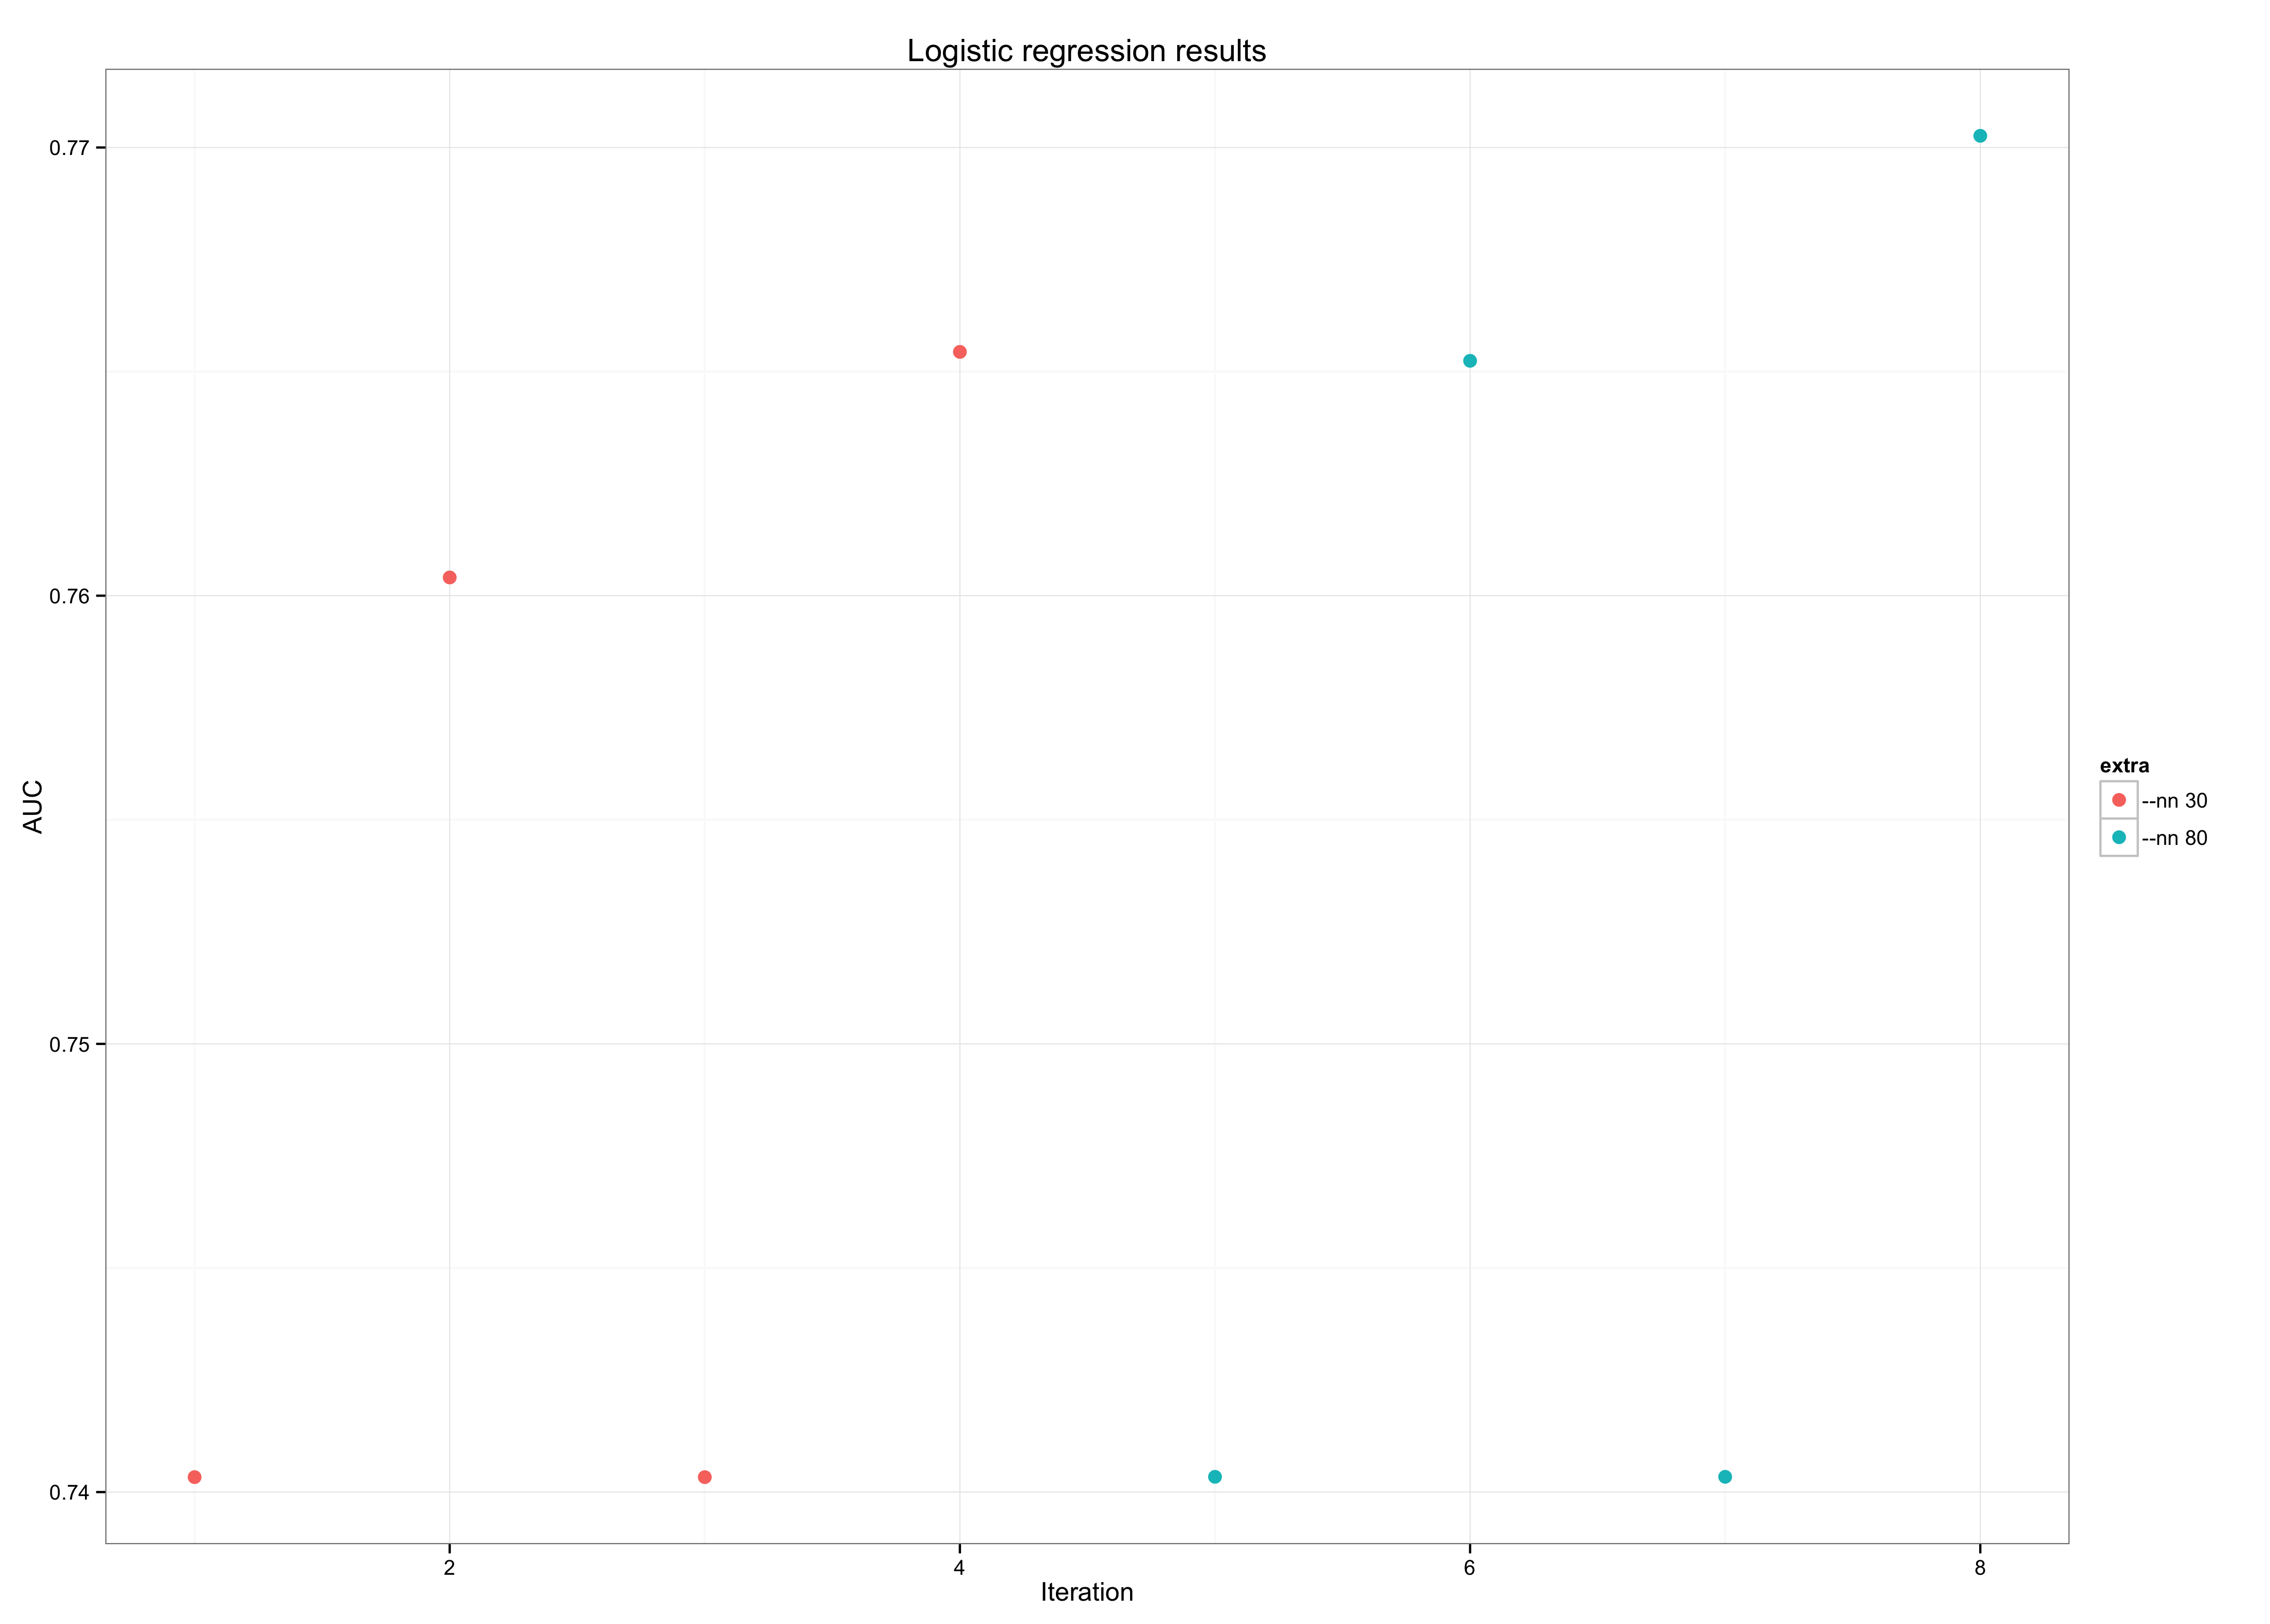 Logistic regression results
0.77
0.76
0.75
0.74
AUC
2 4 6 8
Iteration
extra
--nn 30
--nn 80